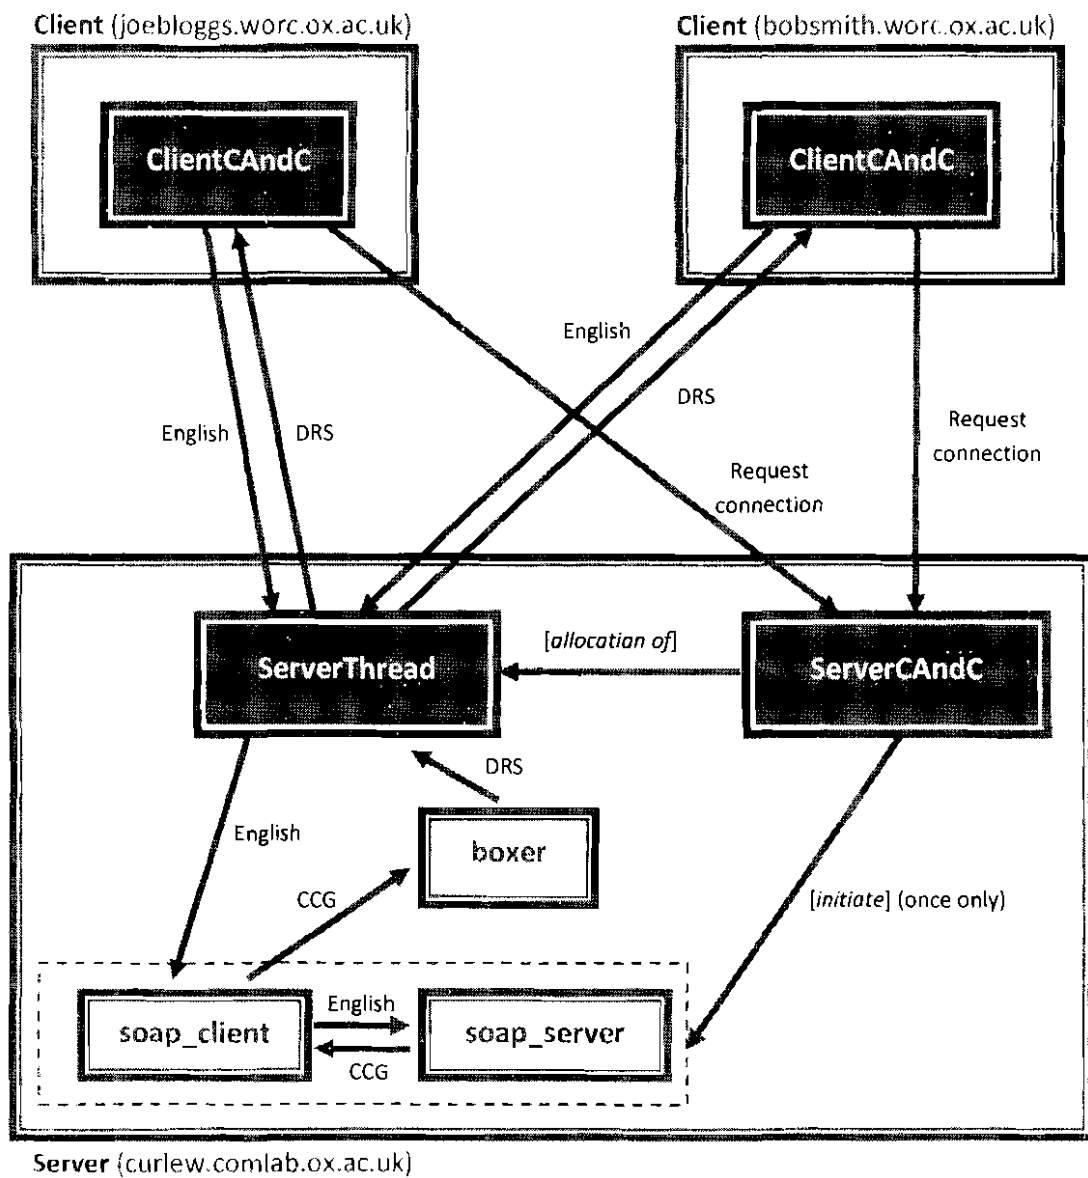 Client (joebloggs.worc.ox.ac.uk)
Client (bobsmith.worc.ox.ac.uk)
ClientCAndC
ClientCAndC
English
DRS
English
DRS
Request
connection
Request
connection
ServerThread
[allocation of]
ServerCAndC
DRS
English
boxer
CCG
[initiate] (once only)
soap_client
English
CCG
soap_server
Server (curlew.comlab.ox.ac.uk)